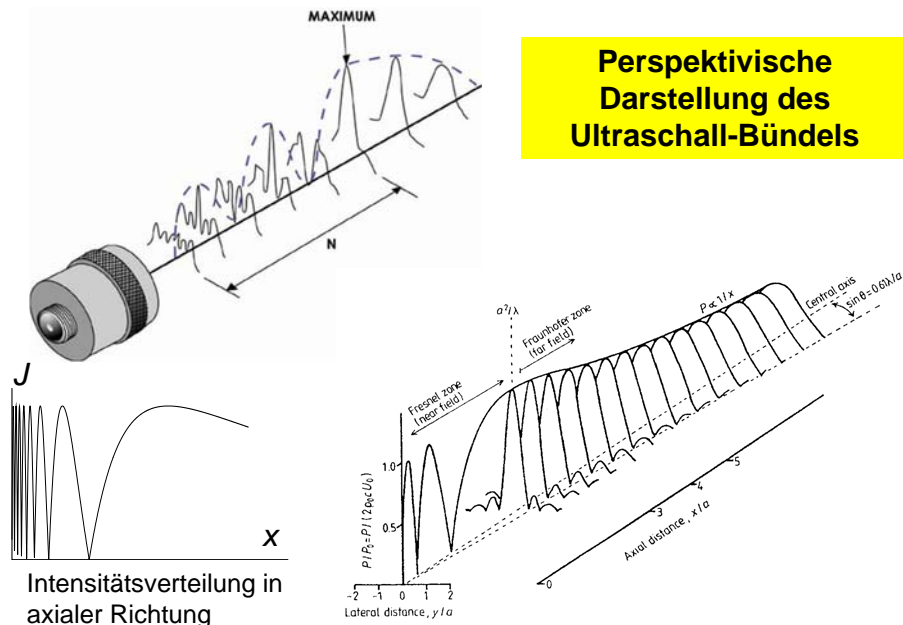 MAXIMUM
Perspektivische
Darstellung des
Ultraschall-Bündels
N
J
x
Intensitätsverteilung in
axialer Richtung
a²/λ
Fraunhofer zone
(far field)
Fresnel zone
(near field)
P∝1/x
Central axis
sin θ=0.61λ/a
P/P₀=P/(2ρ₀cU₀)
1.0
0.5
-2 -1 0 1 2
Lateral distance, y/a
0
3
4
5
Axial distance, x/a